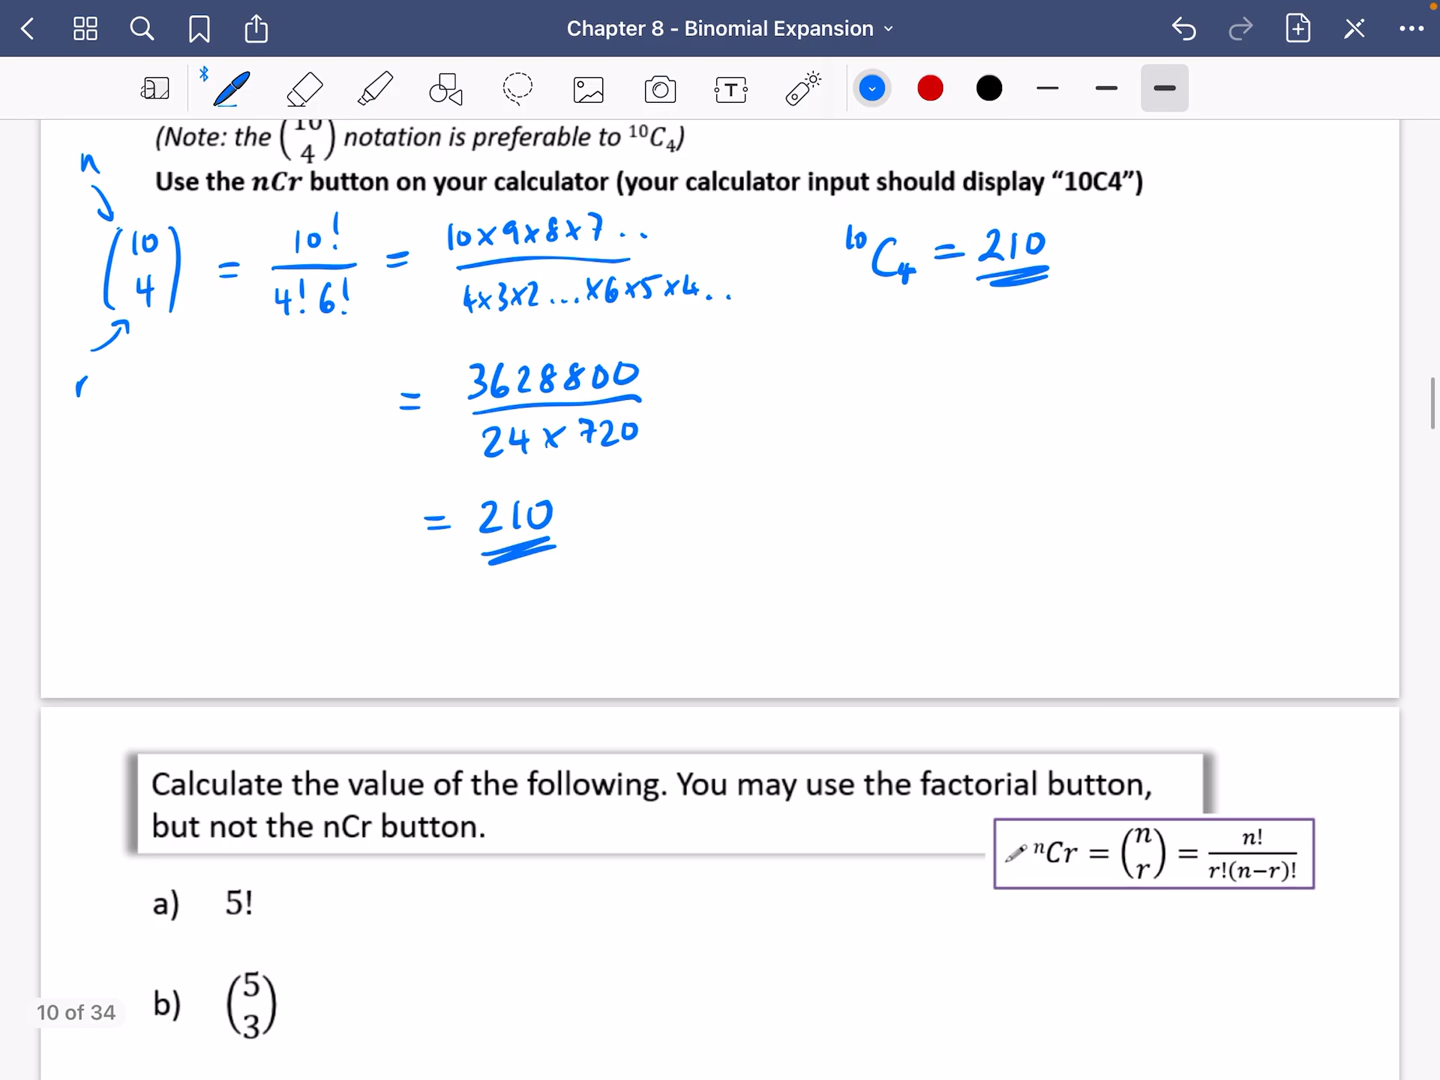 Chapter 8 - Binomial Expansion
(Note: the (10 4) notation is preferable to ¹⁰C₄)
Use the nCr button on your calculator (your calculator input should display “10C4”)
n
(10 4) = 10! / 4! 6! = 10×9×8×7.. / 4×3×2...×6×5×4..
¹⁰C₄ = 210
r
= 3628800 / 24 × 720
= 210
Calculate the value of the following. You may use the factorial button,
but not the nCr button.
ⁿCr = (n r) = n! / r!(n−r)!
a) 5!
b) (5 3)
10 of 34